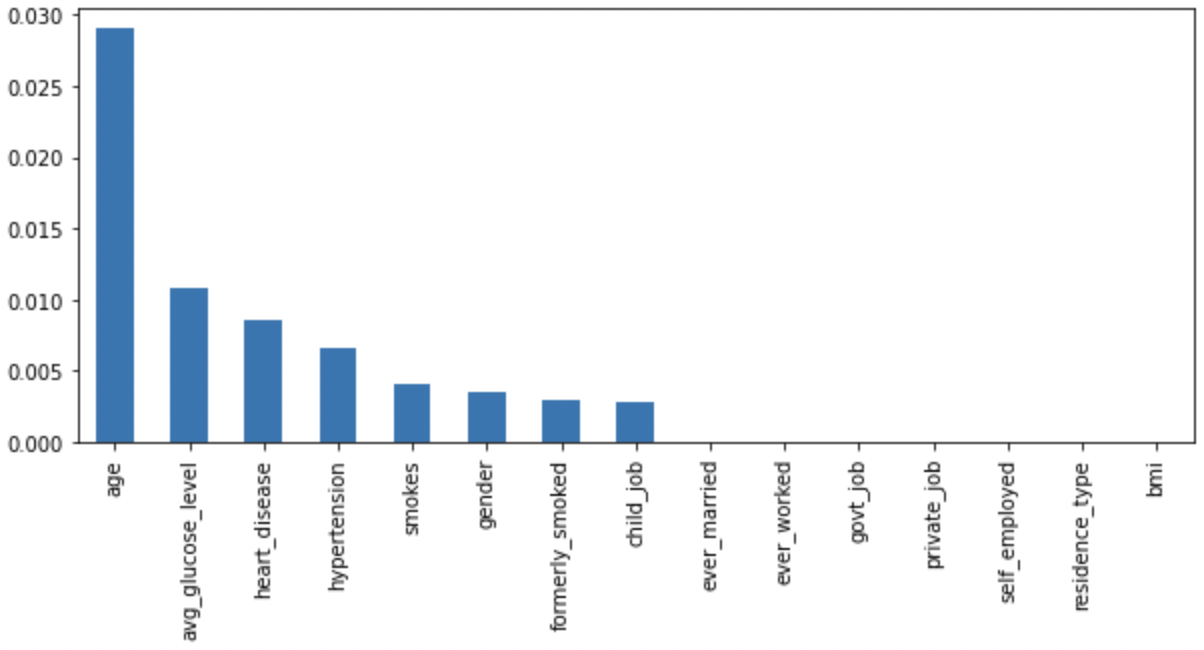 0.030
0.025
0.020
0.015
0.010
0.005
0.000
age
avg_glucose_level
heart_disease
hypertension
smokes
gender
formerly_smoked
child_job
ever_married
ever_worked
govt_job
private_job
self_employed
residence_type
bmi